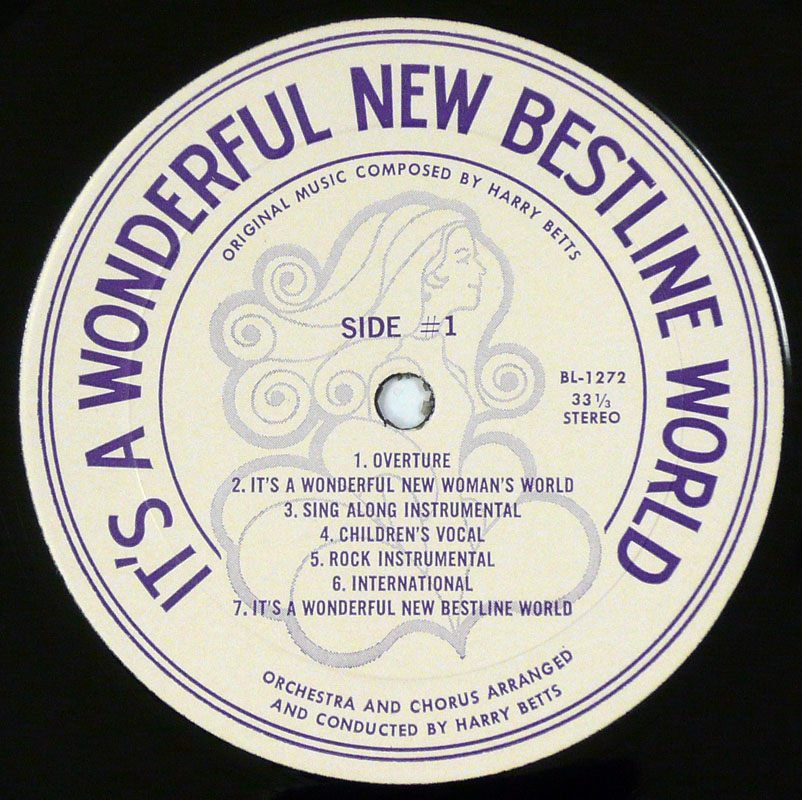 IT'S A WONDERFUL NEW BESTLINE WORLD
ORIGINAL MUSIC COMPOSED BY HARRY BETTS
SIDE #1
BL-1272
33 1/3
STEREO
1. OVERTURE
2. IT'S A WONDERFUL NEW WOMAN'S WORLD
3. SING ALONG INSTRUMENTAL
4. CHILDREN'S VOCAL
5. ROCK INSTRUMENTAL
6. INTERNATIONAL
7. IT'S A WONDERFUL NEW BESTLINE WORLD
ORCHESTRA AND CHORUS ARRANGED
AND CONDUCTED BY HARRY BETTS